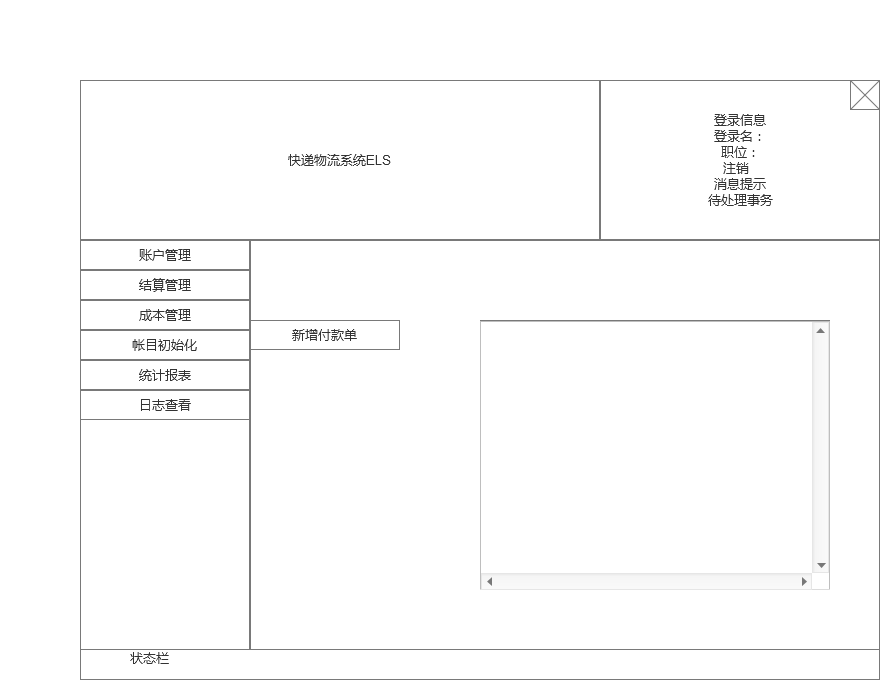 快递物流系统ELS
登录信息
登录名：
职位：
注销
消息提示
待处理事务
账户管理
结算管理
成本管理
帐目初始化
统计报表
日志查看
新增付款单
状态栏